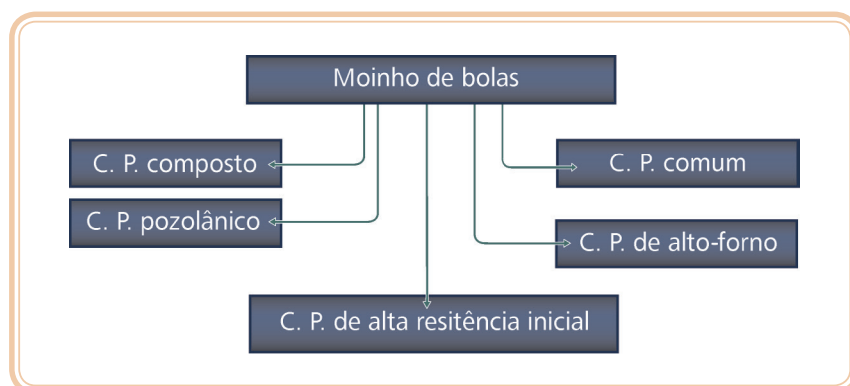 Moinho de bolas
C. P. composto
C. P. comum
C. P. pozolânico
C. P. de alto-forno
C. P. de alta resitência inicial